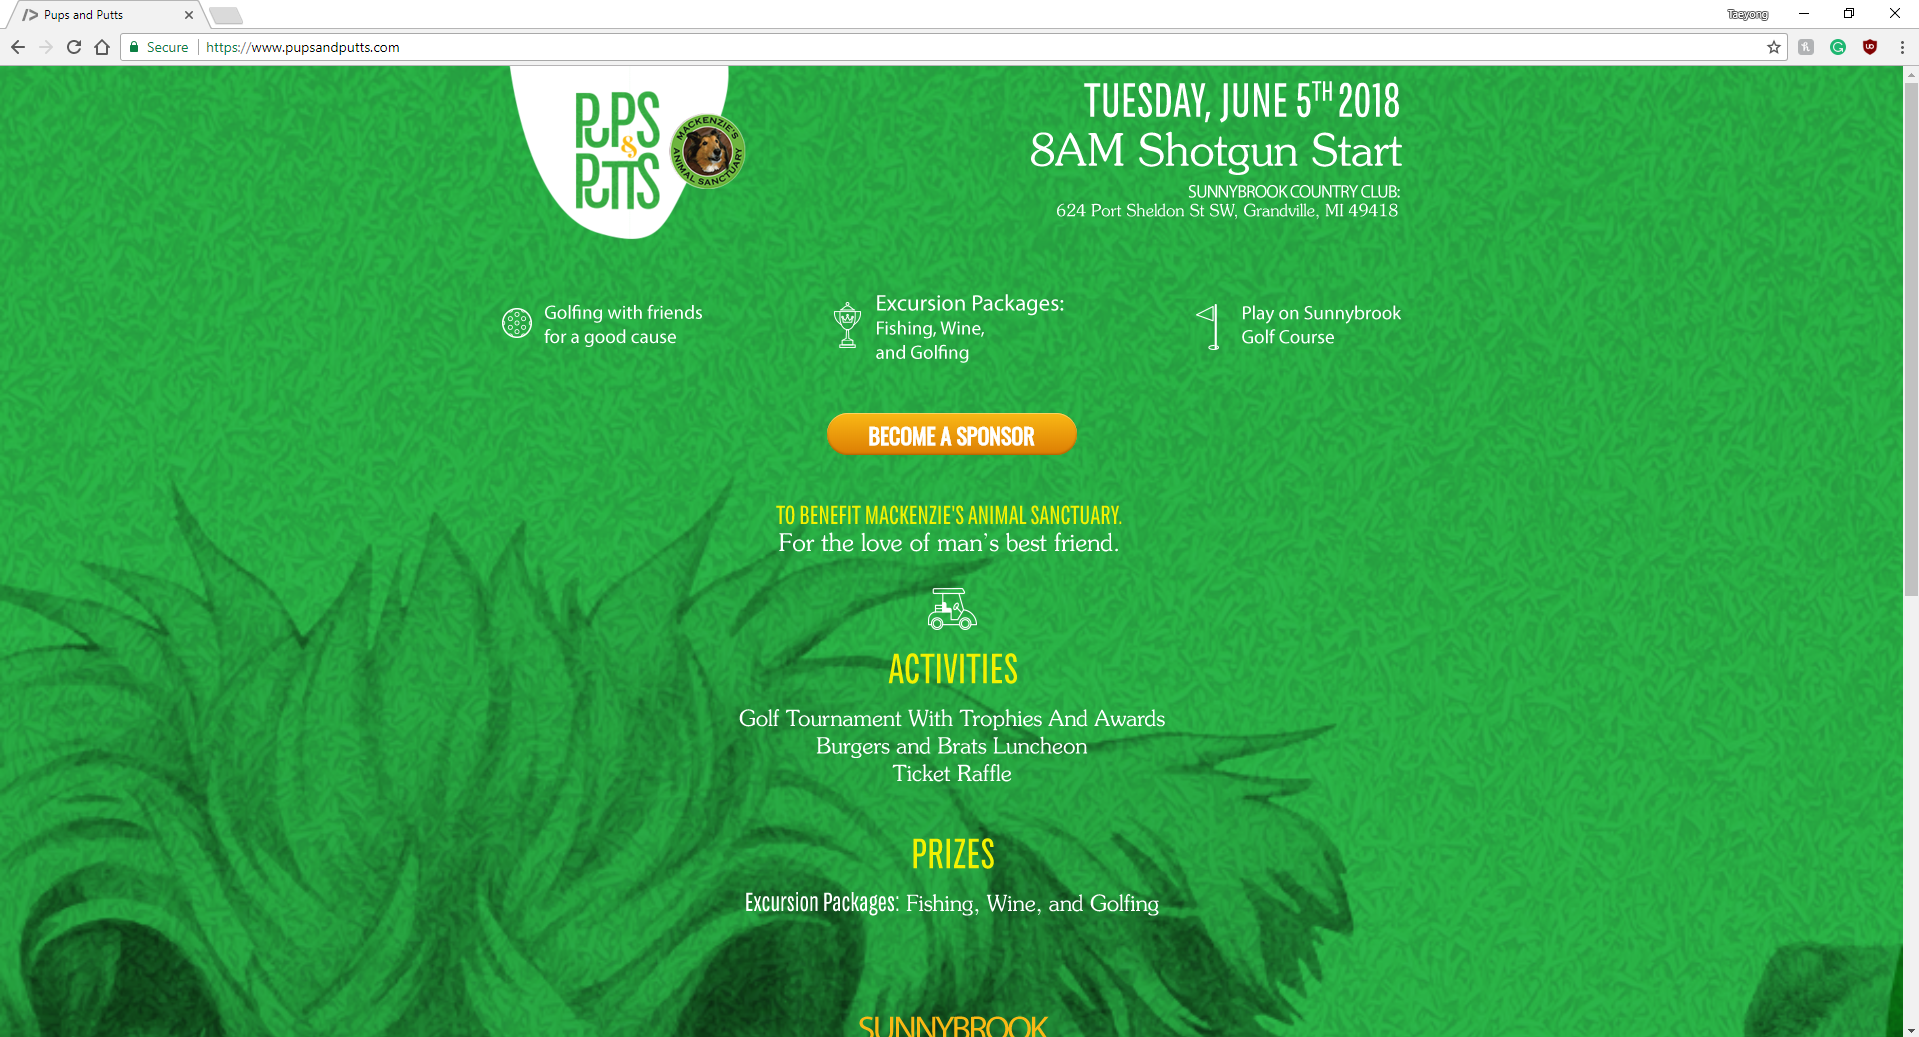 Pups and Putts
Taeyong
Secure
https://www.pupsandputts.com
PUPS
&
PUTTS
MACKENZIE'S
ANIMAL SANCTUARY
TUESDAY, JUNE 5TH 2018
8AM Shotgun Start
SUNNYBROOK COUNTRY CLUB:
624 Port Sheldon St SW, Grandville, MI 49418
Golfing with friends
for a good cause
Excursion Packages:
Fishing, Wine,
and Golfing
Play on Sunnybrook
Golf Course
BECOME A SPONSOR
TO BENEFIT MACKENZIE'S ANIMAL SANCTUARY.
For the love of man's best friend.
ACTIVITIES
Golf Tournament With Trophies And Awards
Burgers and Brats Luncheon
Ticket Raffle
PRIZES
Excursion Packages: Fishing, Wine, and Golfing
SUNNYBROOK